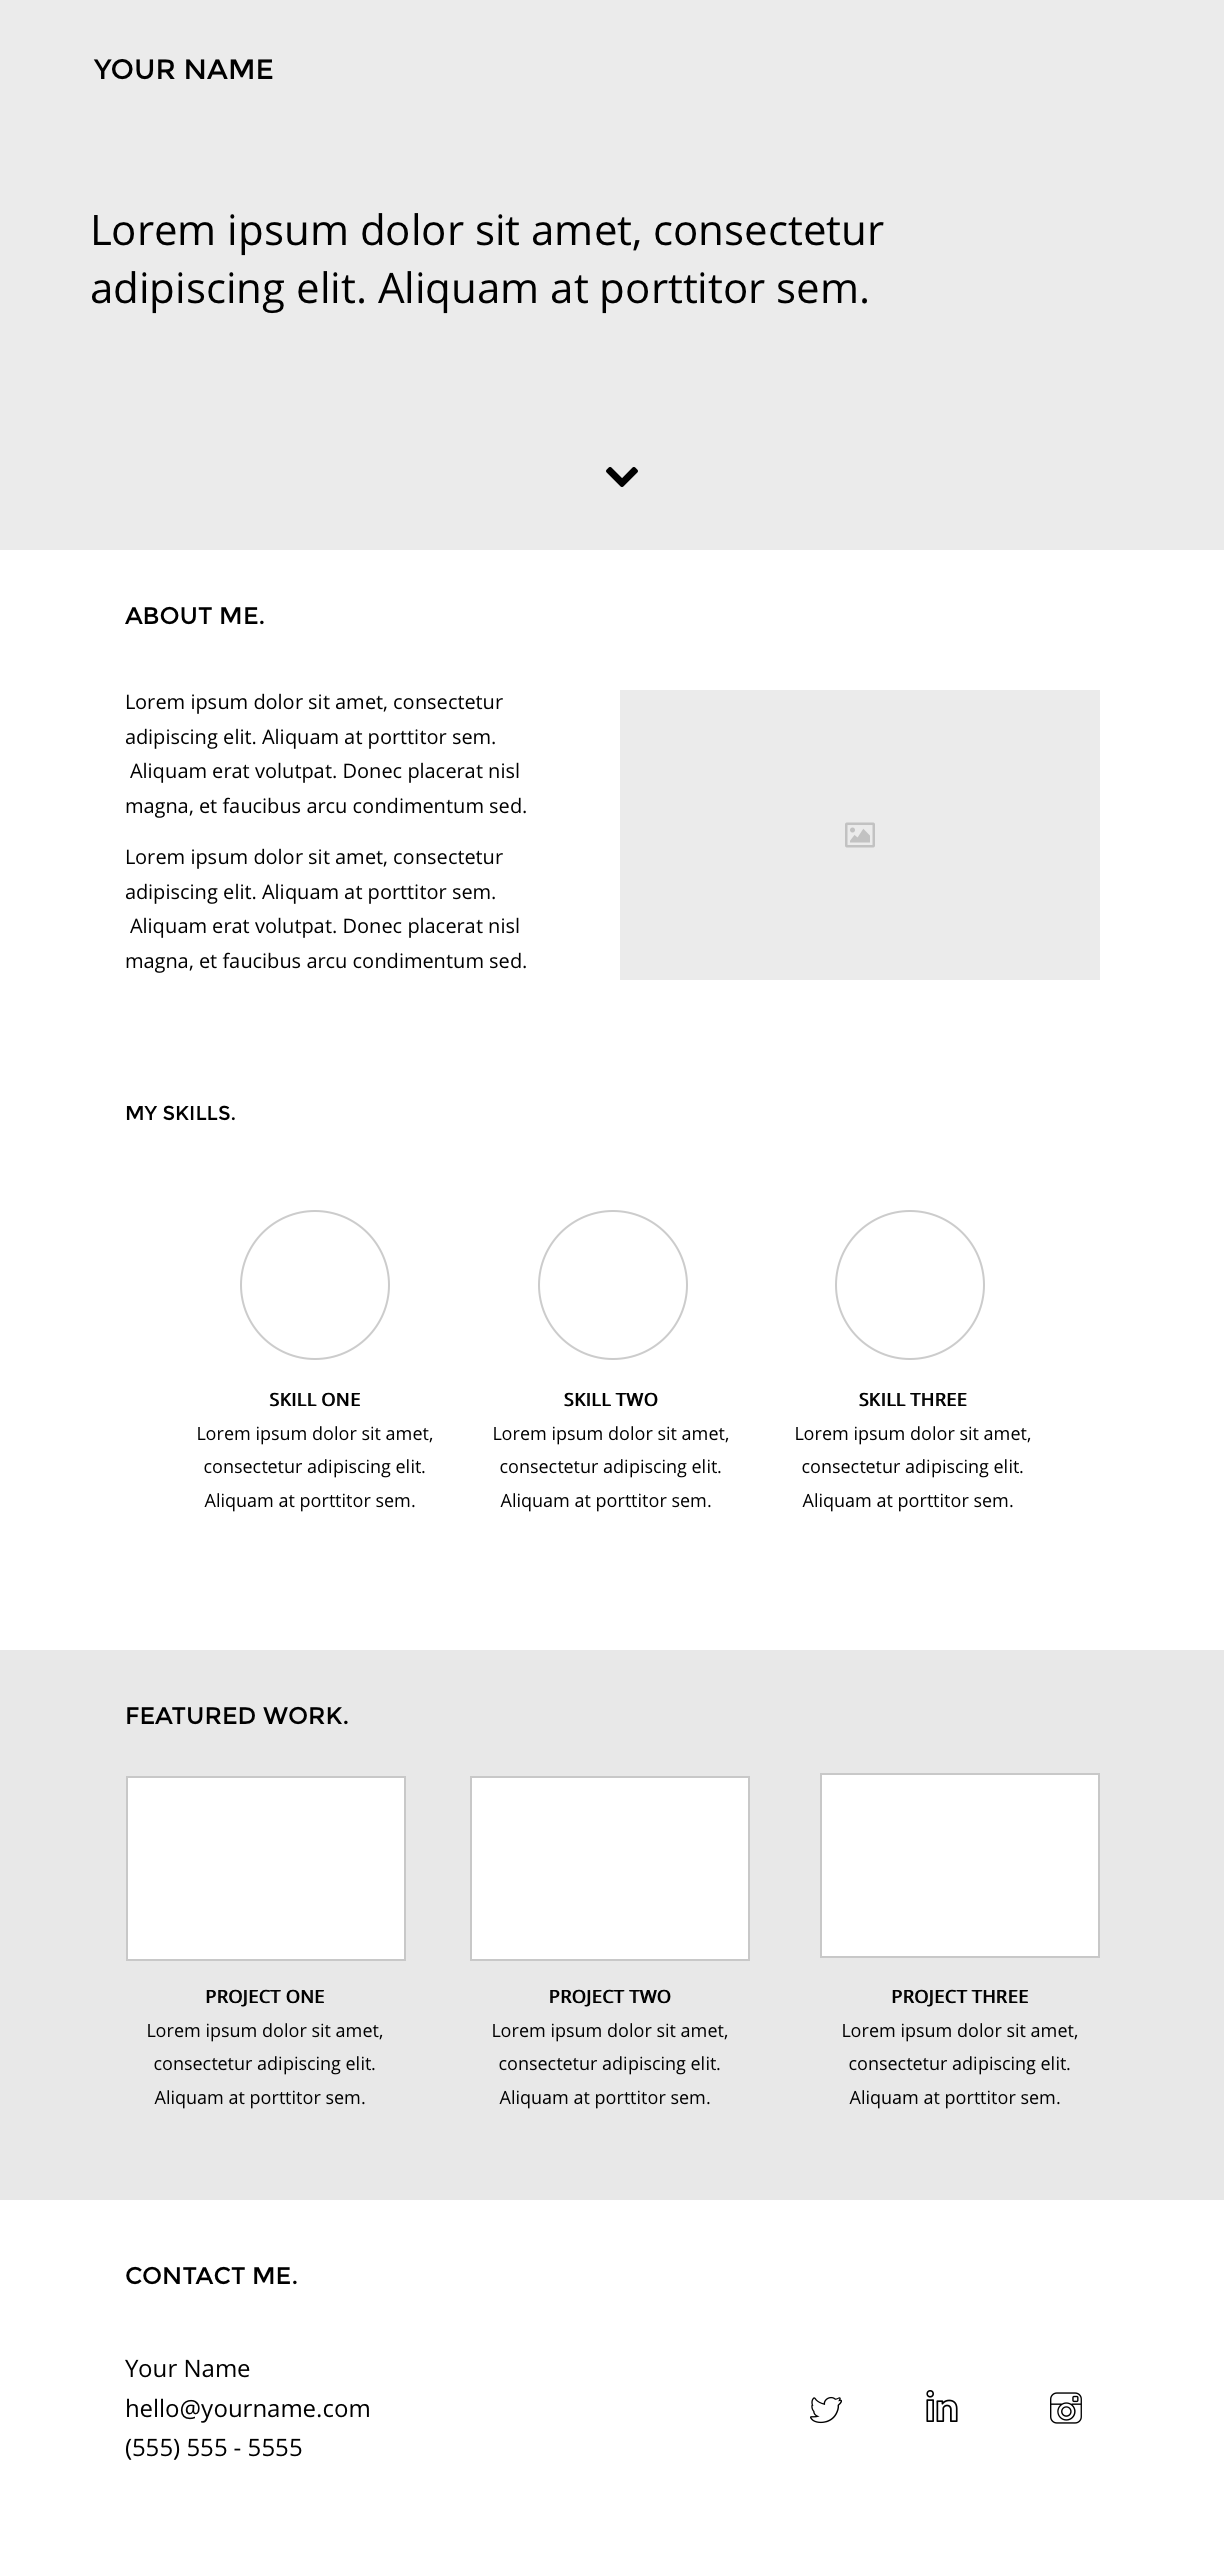 YOUR NAME
Lorem ipsum dolor sit amet, consectetur
adipiscing elit. Aliquam at porttitor sem.
ABOUT ME.
Lorem ipsum dolor sit amet, consectetur
adipiscing elit. Aliquam at porttitor sem.
Aliquam erat volutpat. Donec placerat nisl
magna, et faucibus arcu condimentum sed.
Lorem ipsum dolor sit amet, consectetur
adipiscing elit. Aliquam at porttitor sem.
Aliquam erat volutpat. Donec placerat nisl
magna, et faucibus arcu condimentum sed.
MY SKILLS.
SKILL ONE
Lorem ipsum dolor sit amet,
consectetur adipiscing elit.
Aliquam at porttitor sem.
SKILL TWO
Lorem ipsum dolor sit amet,
consectetur adipiscing elit.
Aliquam at porttitor sem.
SKILL THREE
Lorem ipsum dolor sit amet,
consectetur adipiscing elit.
Aliquam at porttitor sem.
FEATURED WORK.
PROJECT ONE
Lorem ipsum dolor sit amet,
consectetur adipiscing elit.
Aliquam at porttitor sem.
PROJECT TWO
Lorem ipsum dolor sit amet,
consectetur adipiscing elit.
Aliquam at porttitor sem.
PROJECT THREE
Lorem ipsum dolor sit amet,
consectetur adipiscing elit.
Aliquam at porttitor sem.
CONTACT ME.
Your Name
hello@yourname.com
(555) 555 - 5555
in